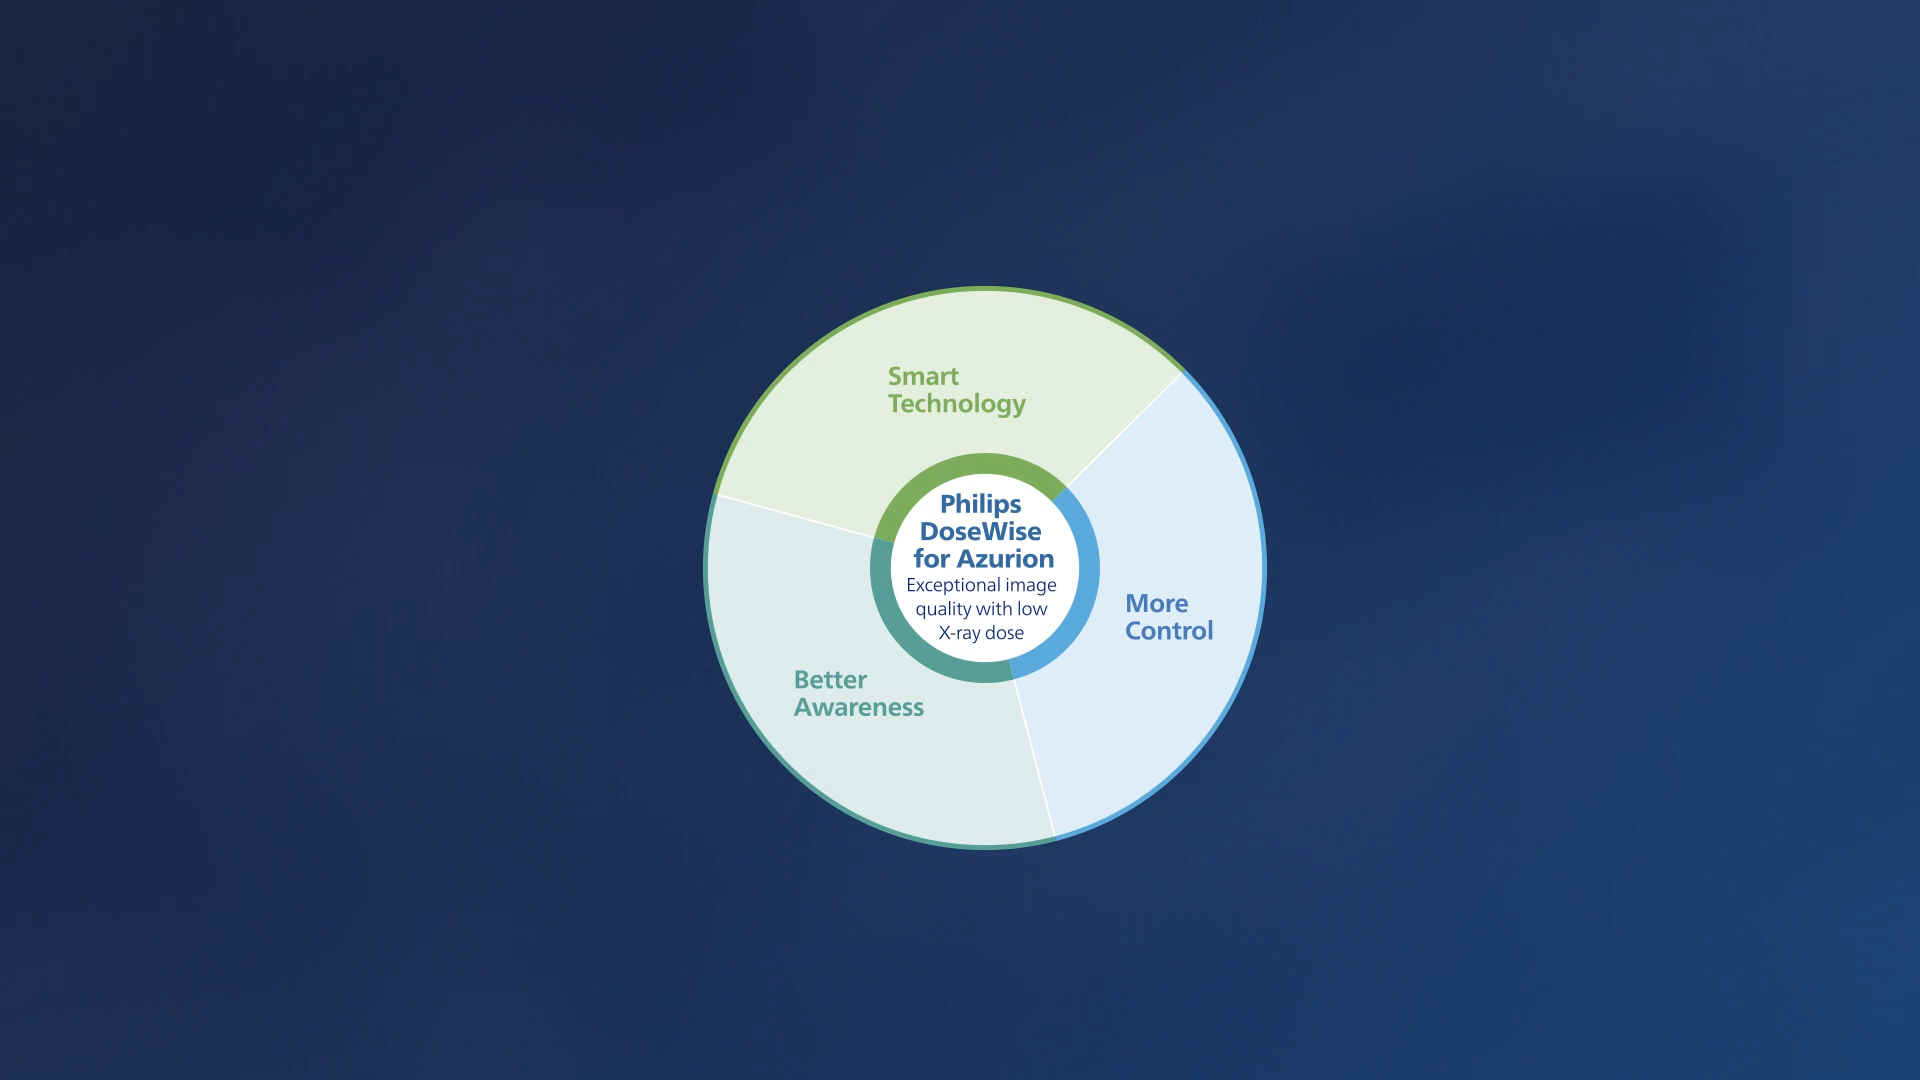 Smart
Technology
Philips
DoseWise
for Azurion
Exceptional image
quality with low
X-ray dose
More
Control
Better
Awareness